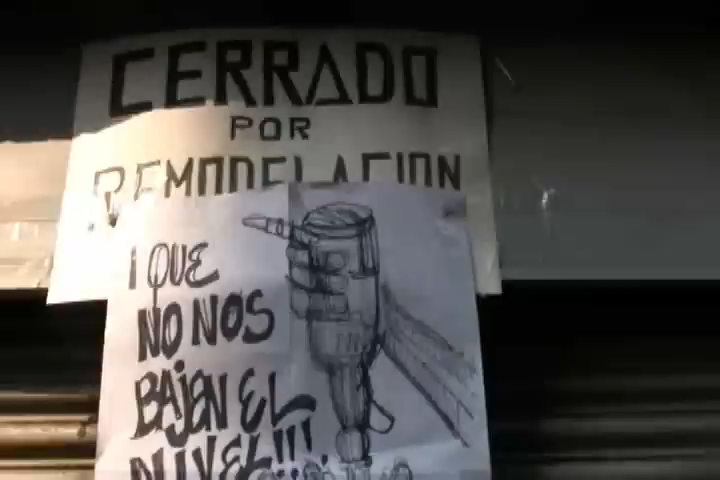 CERRADO
POR
REMODELACION
¡QUE
NO NOS
BAJEN EL
NIVEL!!!